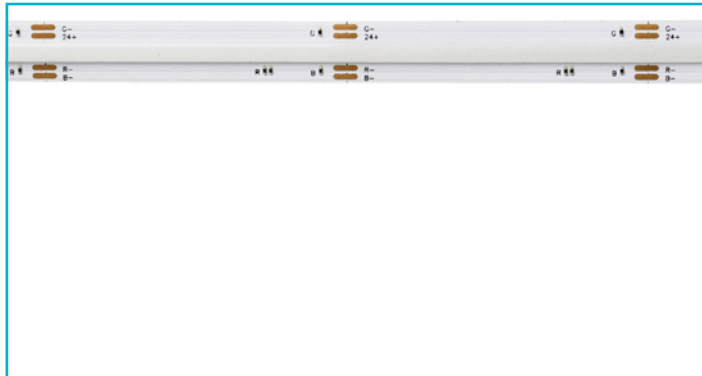 G G- G G- G G-
24+ 24+ 24+
B R- R B R- R B R-
B- B- B-